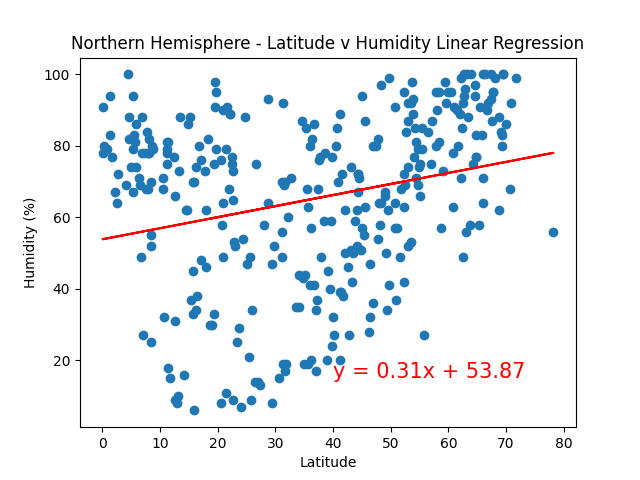 Northern Hemisphere - Latitude v Humidity Linear Regression
100
80
60
40
20
Humidity (%)
y = 0.31x + 53.87
0 10 20 30 40 50 60 70 80
Latitude